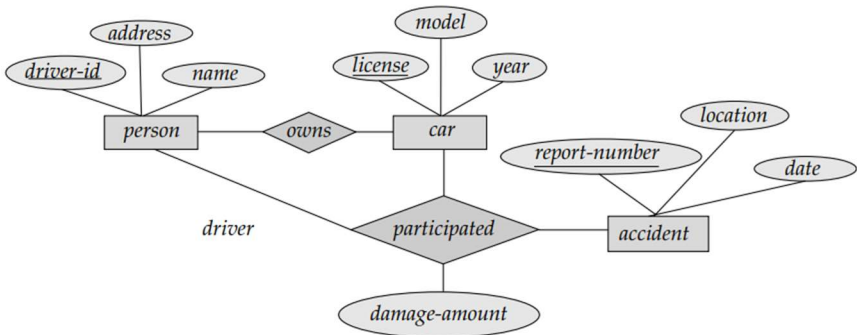 model
address
driver-id
name
license
year
person
owns
car
location
report-number
date
driver
participated
accident
damage-amount